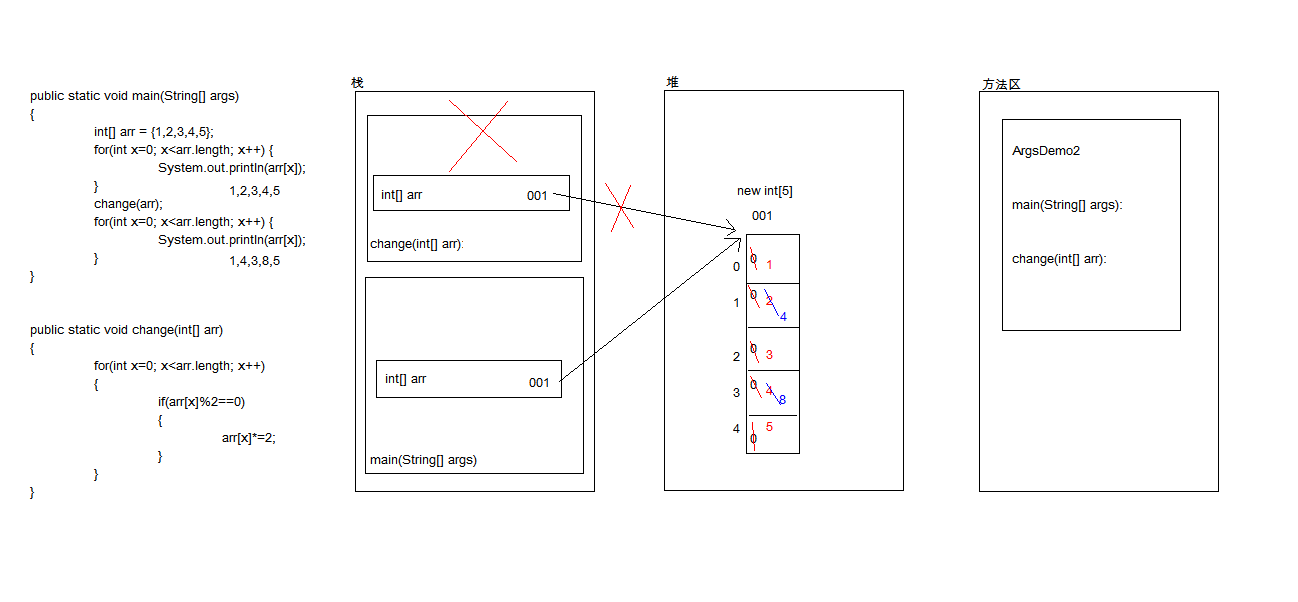 public static void main(String[] args)
{
int[] arr = {1,2,3,4,5};
for(int x=0; x<arr.length; x++) {
System.out.println(arr[x]);
}
1,2,3,4,5
change(arr);
for(int x=0; x<arr.length; x++) {
System.out.println(arr[x]);
}
1,4,3,8,5
}
public static void change(int[] arr)
{
for(int x=0; x<arr.length; x++)
{
if(arr[x]%2==0)
{
arr[x]*=2;
}
}
}
栈
int[] arr 001
change(int[] arr):
int[] arr 001
main(String[] args)
堆
new int[5]
001
0 0 1
1 0 2 4
2 0 3
3 0 4 8
4 0 5
方法区
ArgsDemo2
main(String[] args):
change(int[] arr):